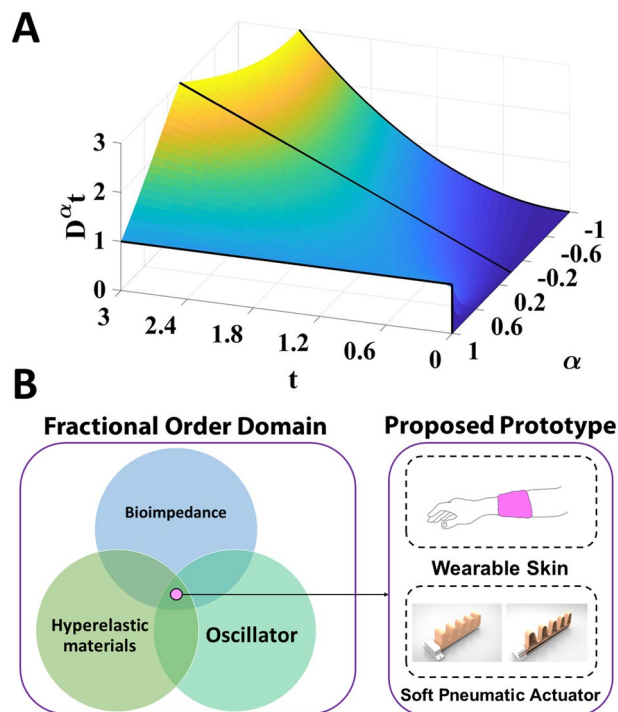 A
3
2
1
0
D^α t
3
2.4
1.8
1.2
0.6
0
t
-1
-0.6
-0.2
0.2
0.6
1
α
B
Fractional Order Domain
Proposed Prototype
Bioimpedance
Hyperelastic
materials
Oscillator
Wearable Skin
Soft Pneumatic Actuator